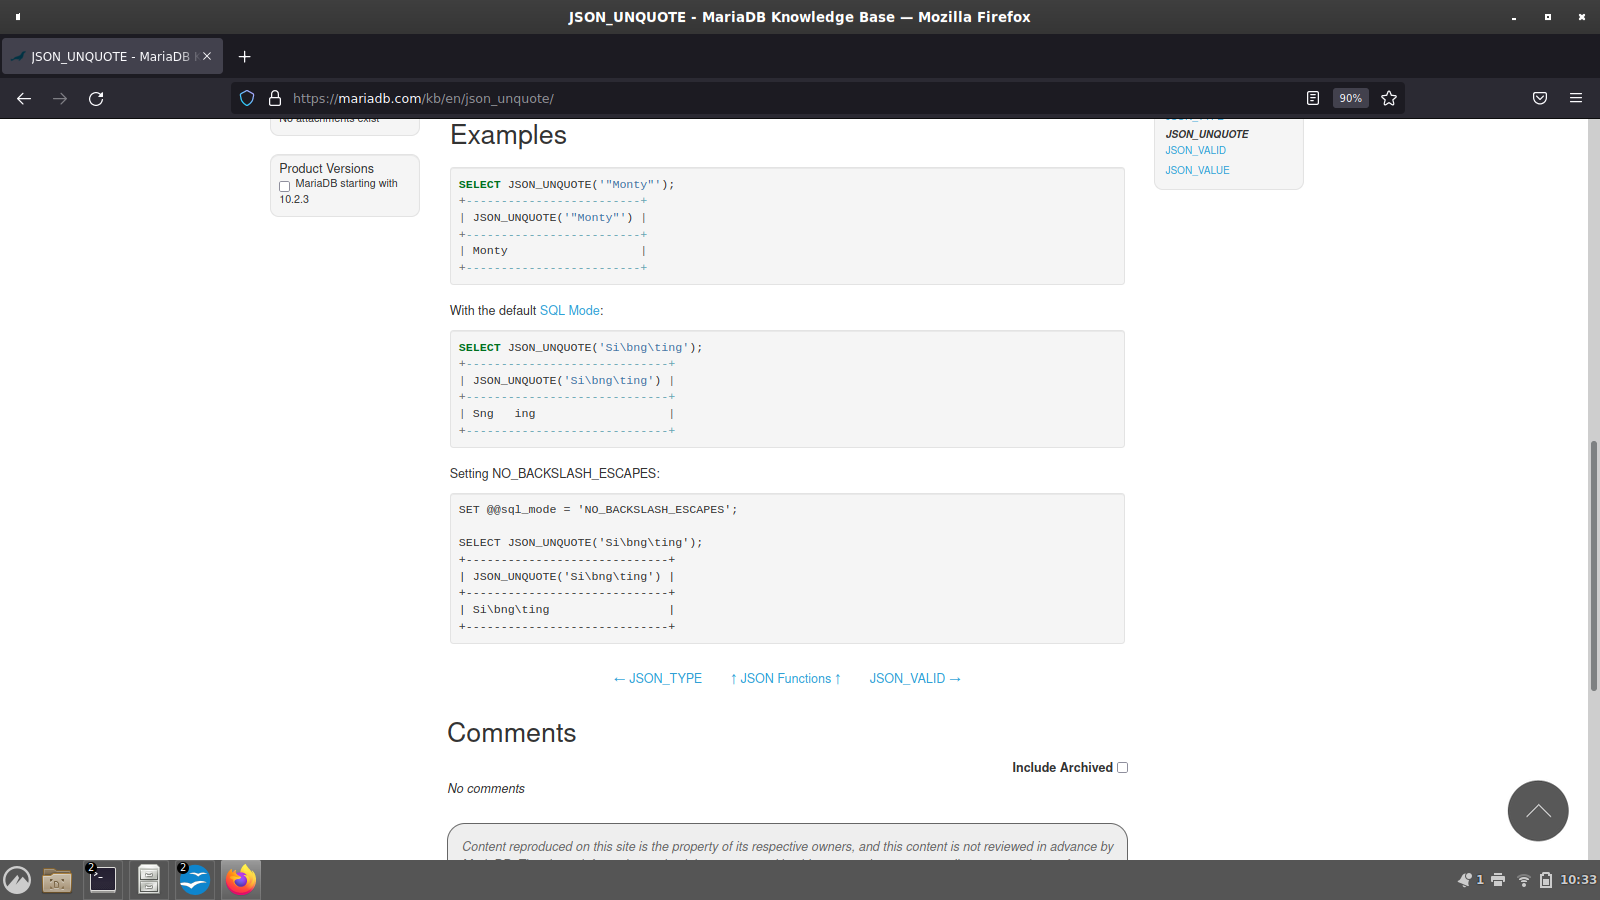 JSON_UNQUOTE - MariaDB Knowledge Base — Mozilla Firefox
JSON_UNQUOTE - MariaDB
https://mariadb.com/kb/en/json_unquote/
90%
No attachments exist
Product Versions
MariaDB starting with
10.2.3
Examples
SELECT JSON_UNQUOTE('"Monty"');
+-------------------------+
| JSON_UNQUOTE('"Monty"') |
+-------------------------+
| Monty                   |
+-------------------------+
With the default SQL Mode:
SELECT JSON_UNQUOTE('Si\bng\ting');
+-----------------------------+
| JSON_UNQUOTE('Si\bng\ting') |
+-----------------------------+
| Sng   ing                   |
+-----------------------------+
Setting NO_BACKSLASH_ESCAPES:
SET @@sql_mode = 'NO_BACKSLASH_ESCAPES';
SELECT JSON_UNQUOTE('Si\bng\ting');
+-----------------------------+
| JSON_UNQUOTE('Si\bng\ting') |
+-----------------------------+
| Si\bng\ting                 |
+-----------------------------+
← JSON_TYPE ↑ JSON Functions ↑ JSON_VALID →
Comments
Include Archived
No comments
Content reproduced on this site is the property of its respective owners, and this content is not reviewed in advance by
JSON_TYPE
JSON_UNQUOTE
JSON_VALID
JSON_VALUE
2
2
1
10:33